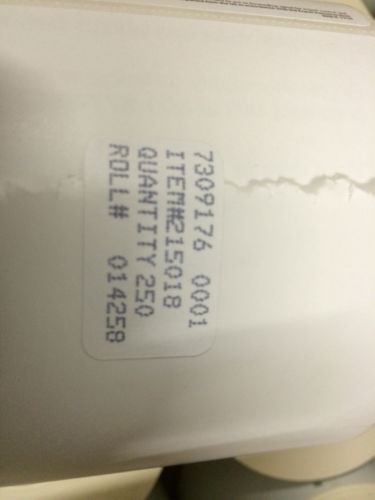 7309176 0001
ITEM#215018
QUANTITY 250
ROLL# 014258